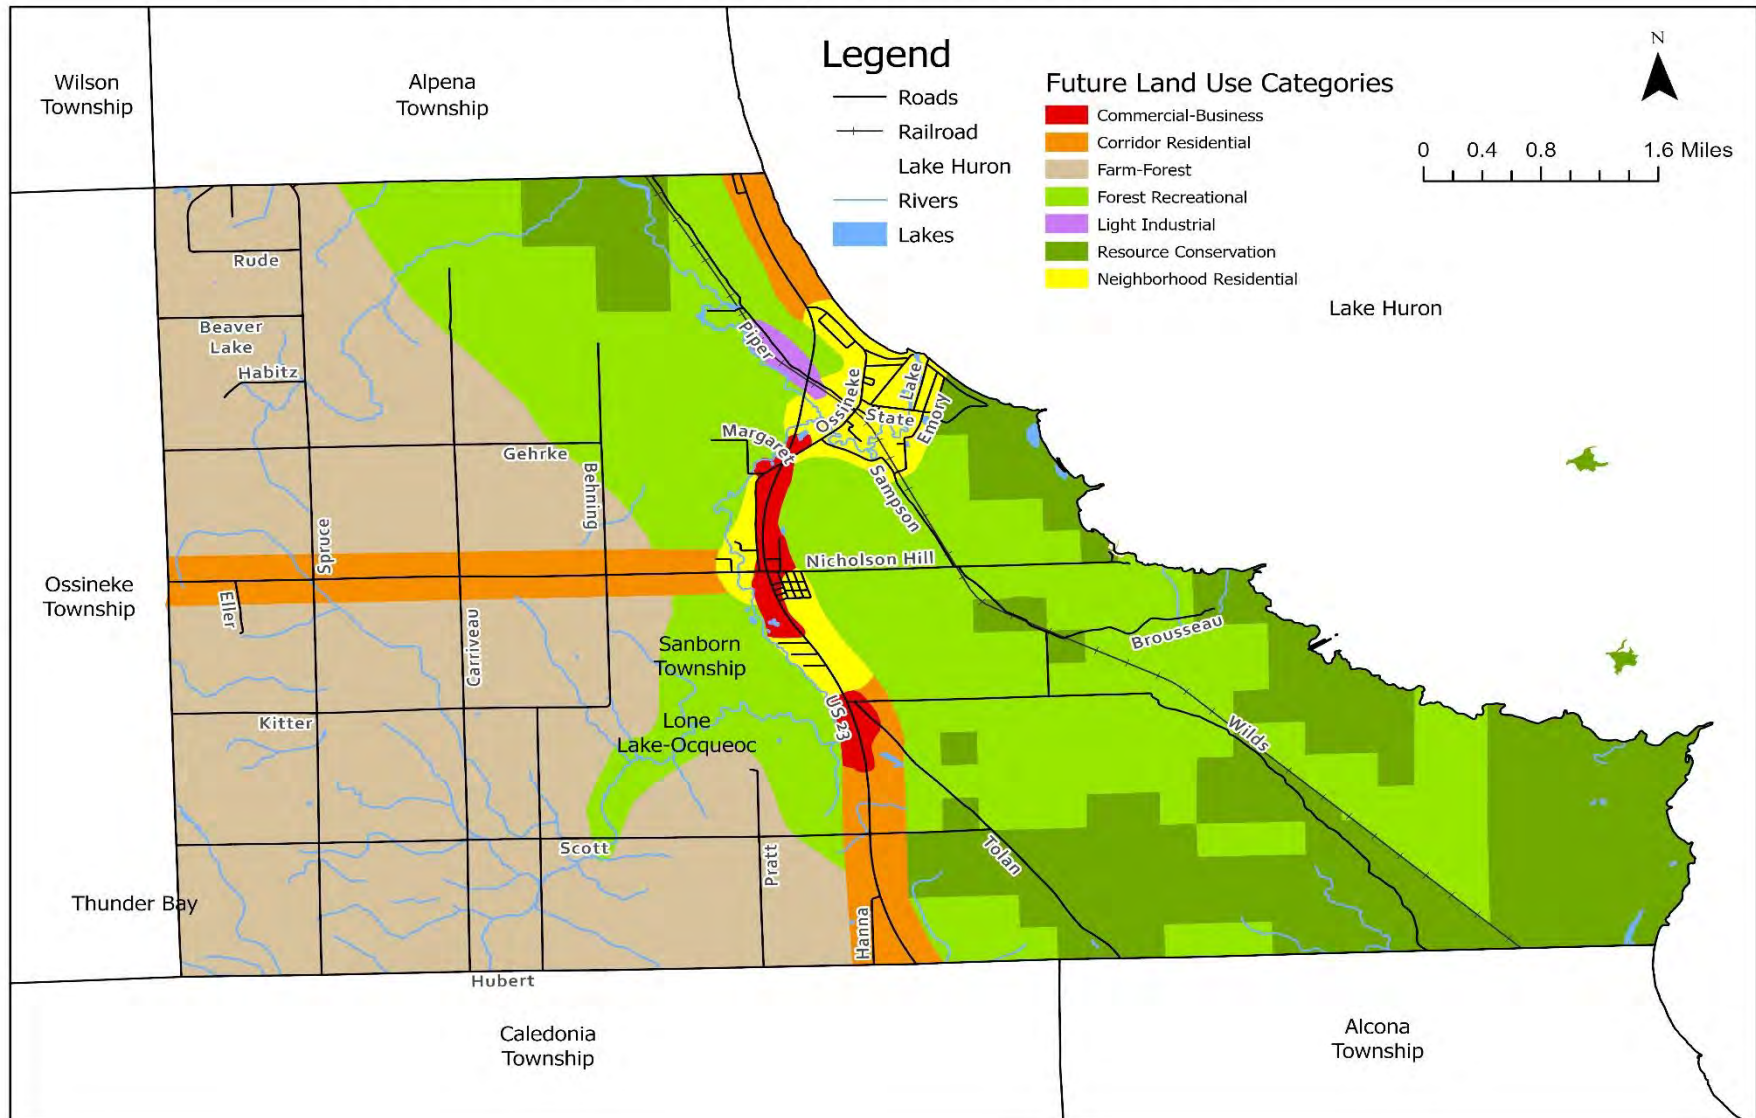 Wilson
Township
Alpena
Township
Legend
Roads
Railroad
Lake Huron
Rivers
Lakes
Future Land Use Categories
Commercial-Business
Corridor Residential
Farm-Forest
Forest Recreational
Light Industrial
Resource Conservation
Neighborhood Residential
N
0 0.4 0.8 1.6 Miles
Lake Huron
Rude
Beaver
Lake
Habitz
Piper
Ossineke
Lake
State
Emory
Margaret
Gehrke
Behning
Sampson
Spruce
Nicholson Hill
Ossineke
Township
Eller
Carriveau
Sanborn
Township
Brousseau
Kitter
Lone
Lake-Ocqueoc
US 23
Wilds
Scott
Pratt
Tolan
Thunder Bay
Hanna
Hubert
Caledonia
Township
Alcona
Township